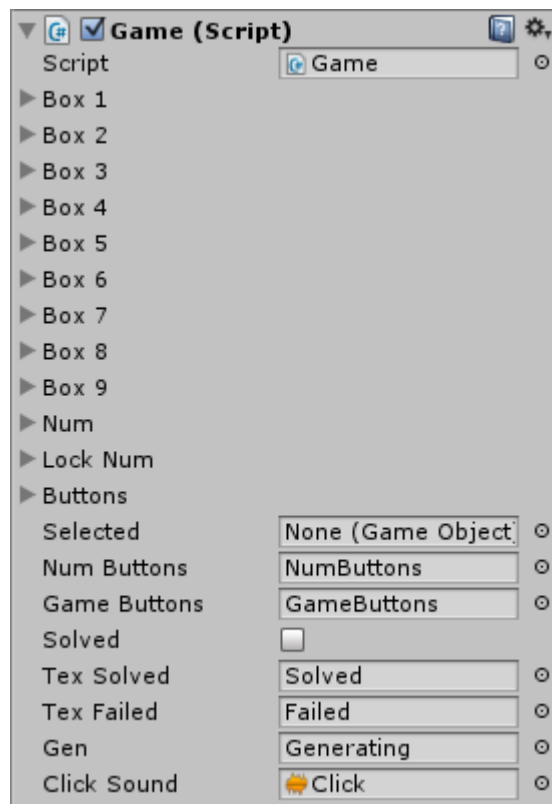 Game (Script)
Script Game
Box 1
Box 2
Box 3
Box 4
Box 5
Box 6
Box 7
Box 8
Box 9
Num
Lock Num
Buttons
Selected None (Game Object)
Num Buttons NumButtons
Game Buttons GameButtons
Solved
Tex Solved Solved
Tex Failed Failed
Gen Generating
Click Sound Click